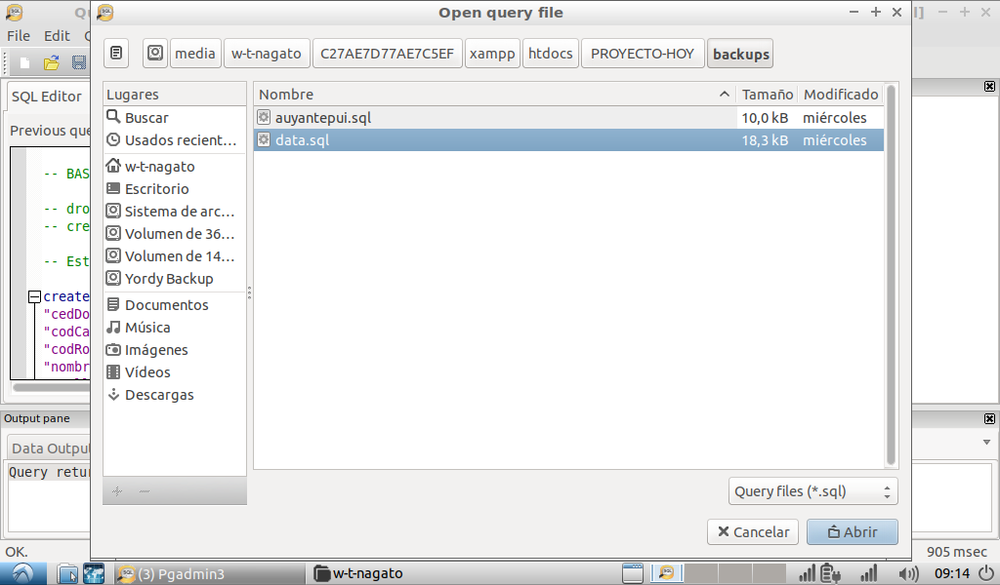 Open query file
File Edit
media w-t-nagato C27AE7D77AE7C5EF xampp htdocs PROYECTO-HOY backups
SQL Editor
Previous que
-- BAS
-- dro
-- cre
-- Est
create
"cedDo
"codCa
"codRo
"nombr
Lugares
Buscar
Usados recient...
w-t-nagato
Escritorio
Sistema de arc...
Volumen de 36...
Volumen de 14...
Yordy Backup
Documentos
Música
Imágenes
Vídeos
Descargas
Nombre Tamaño Modificado
auyantepui.sql 10,0 kB miércoles
data.sql 18,3 kB miércoles
Query files (*.sql)
Cancelar Abrir
Output pane
Data Output
Query retur
OK. 905 msec
(3) Pgadmin3 w-t-nagato 09:14